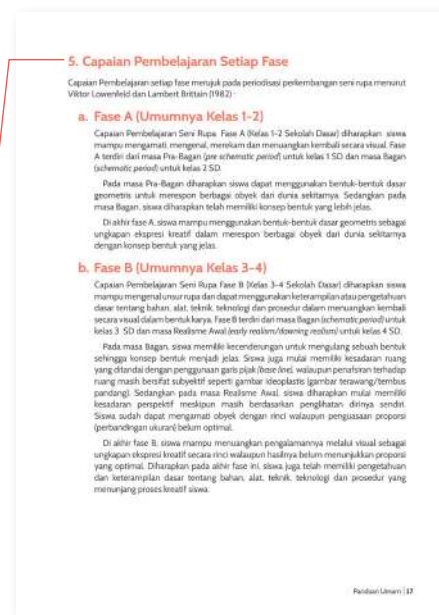 5. Capaian Pembelajaran Setiap Fase
Capaian Pembelajaran setiap fase merujuk pada periodisasi perkembangan seni rupa menurut
Viktor Lowenfeld dan Lambert Brittain (1982) :
a. Fase A (Umumnya Kelas 1-2)
Capaian Pembelajaran Seni Rupa Fase A (Kelas 1-2 Sekolah Dasar) diharapkan siswa
mampu mengamati, mengenal, merekam dan menuangkan kembali secara visual. Fase
A terdiri dari masa Pra-Bagan (pre schematic period) untuk kelas 1 SD dan masa Bagan
(schematic period) untuk kelas 2 SD.
Pada masa Pra-Bagan diharapkan siswa dapat menggunakan bentuk-bentuk dasar
geometris untuk merespon berbagai obyek dari dunia sekitarnya. Sedangkan pada
masa Bagan, siswa diharapkan telah memiliki konsep bentuk yang lebih jelas.
Di akhir fase A, siswa mampu menggunakan bentuk-bentuk dasar geometris sebagai
ungkapan ekspresi kreatif dalam merespon berbagai obyek dari dunia sekitarnya
dengan konsep bentuk yang jelas.
b. Fase B (Umumnya Kelas 3-4)
Capaian Pembelajaran Seni Rupa Fase B (Kelas 3-4 Sekolah Dasar) diharapkan siswa
mampu mengenal unsur rupa dan dapat menggunakan keterampilan atau pengetahuan
dasar tentang bahan, alat, teknik, teknologi dan prosedur dalam menuangkan kembali
secara visual dalam bentuk karya. Fase B terdiri dari masa Bagan (schematic period) untuk
kelas 3 SD dan masa Realisme Awal (early realism/dawning realism) untuk kelas 4 SD.
Pada masa Bagan, siswa memiliki kecenderungan untuk mengulang sebuah bentuk
sehingga konsep bentuk menjadi jelas. Siswa juga mulai memiliki kesadaran ruang
yang ditandai dengan penggunaan garis pijak (base line), walaupun penafsiran terhadap
ruang masih bersifat subyektif seperti gambar ideoplastis (gambar terawang/tembus
pandang). Sedangkan pada masa Realisme Awal, siswa diharapkan mulai memiliki
kesadaran perspektif meskipun masih berdasarkan penglihatan dirinya sendiri.
Siswa sudah dapat mengamati obyek dengan rinci walaupun penguasaan proporsi
(perbandingan ukuran) belum optimal.
Di akhir fase B, siswa mampu menuangkan pengalamannya melalui visual sebagai
ungkapan ekspresi kreatif secara rinci walaupun hasilnya belum menunjukkan proporsi
yang optimal. Diharapkan pada akhir fase ini, siswa juga telah memiliki pengetahuan
dan keterampilan dasar tentang bahan, alat, teknik, teknologi dan prosedur yang
menunjang proses kreatif siswa.
Panduan Umum | 17